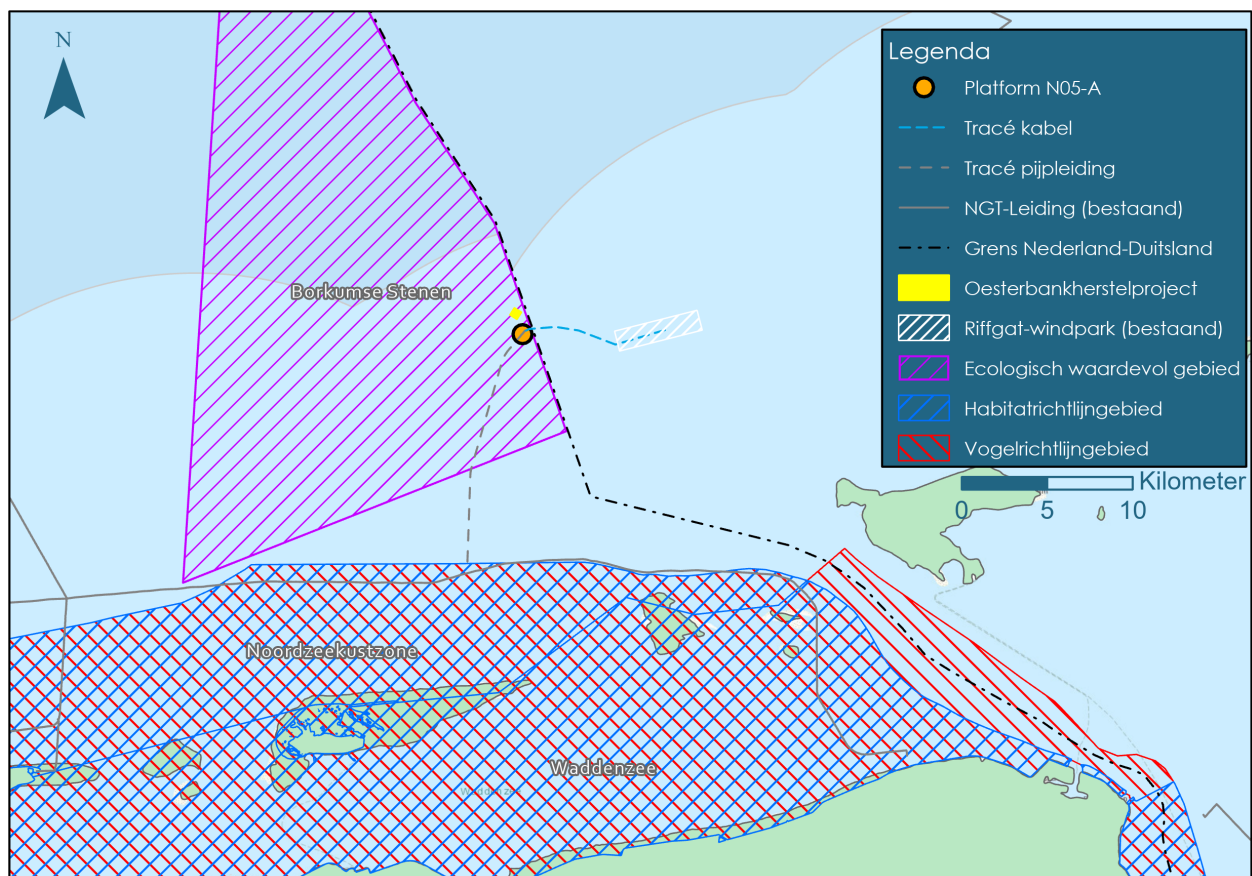 N
Legenda
Platform N05-A
Tracé kabel
Tracé pijpleiding
NGT-Leiding (bestaand)
Grens Nederland-Duitsland
Oesterbankherstelproject
Riffgat-windpark (bestaand)
Ecologisch waardevol gebied
Habitatrichtlijngebied
Vogelrichtlijngebied
Kilometer
0 5 10
Borkumse Stenen
Noordzeekustzone
Waddenzee
Waddenzee